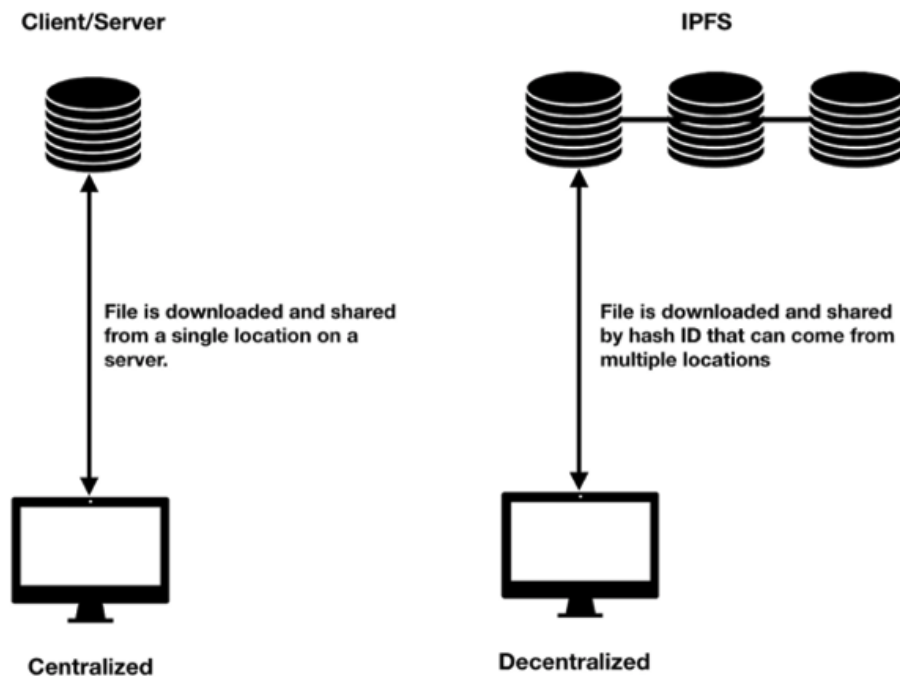 Client/Server
IPFS
File is downloaded and shared
from a single location on a
server.
File is downloaded and shared
by hash ID that can come from
multiple locations
Centralized
Decentralized